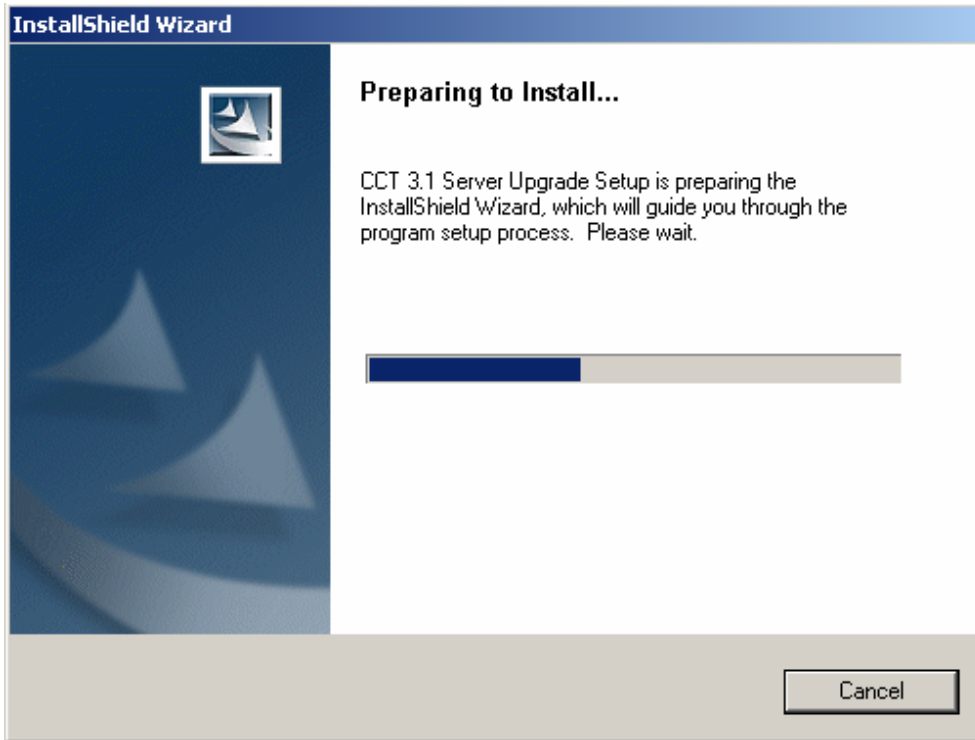 InstallShield Wizard
Preparing to Install...
CCT 3.1 Server Upgrade Setup is preparing the
InstallShield Wizard, which will guide you through the
program setup process.  Please wait.
Cancel